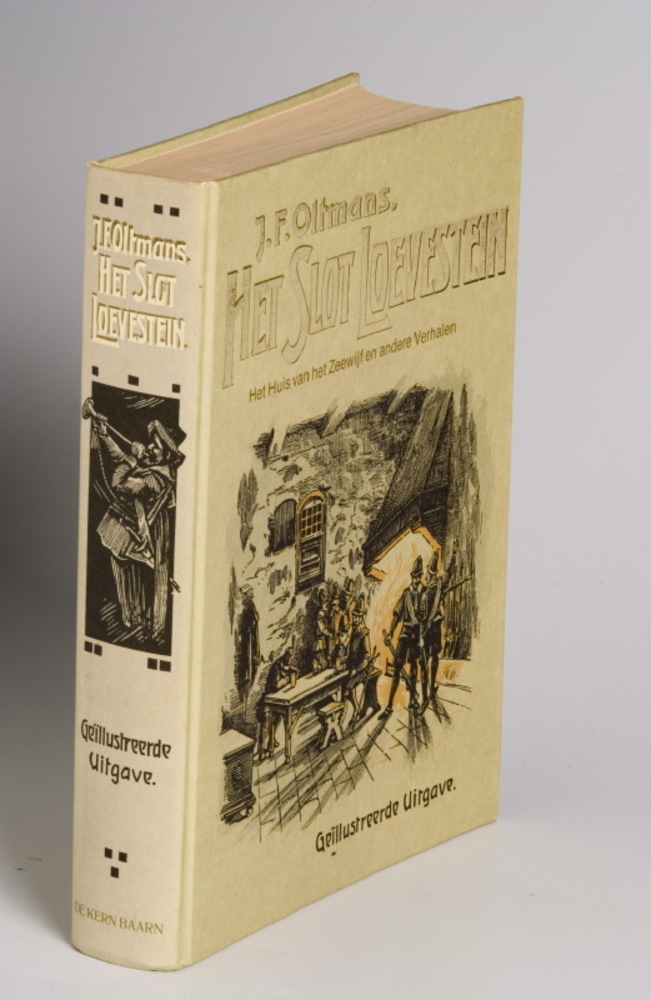 J.F. Oltmans.
HET SLOT
LOEVESTEIN.
Geïllustreerde
Uitgave.
DE KERN BAARN
J.F. Oltmans.
HET SLOT LOEVESTEIN
Het Huis van het Zeewijf en andere Verhalen
Geïllustreerde Uitgave.